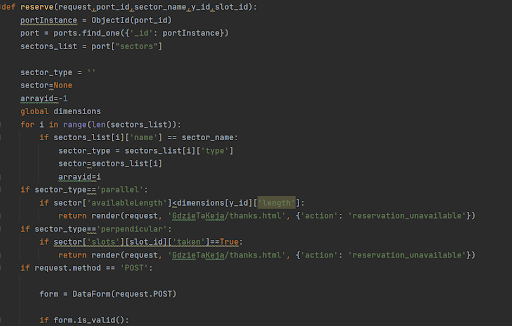 def reserve(request,port_id,sector_name,y_id,slot_id):
    portInstance = ObjectId(port_id)
    port = ports.find_one({'_id': portInstance})
    sectors_list = port["sectors"]

    sector_type = ''
    sector=None
    arrayid=-1
    global dimensions
    for i in range(len(sectors_list)):
        if sectors_list[i]['name'] == sector_name:
            sector_type = sectors_list[i]['type']
            sector=sectors_list[i]
            arrayid=i
    if sector_type=='parallel':
        if sector['availableLength']<dimensions[y_id]['length']:
            return render(request, 'GdzieTaKeja/thanks.html', {'action': 'reservation_unavailable'})
    if sector_type=='perpendicular':
        if sector['slots'][slot_id]['taken']==True:
            return render(request, 'GdzieTaKeja/thanks.html', {'action': 'reservation_unavailable'})
    if request.method == 'POST':

        form = DataForm(request.POST)

        if form.is_valid():